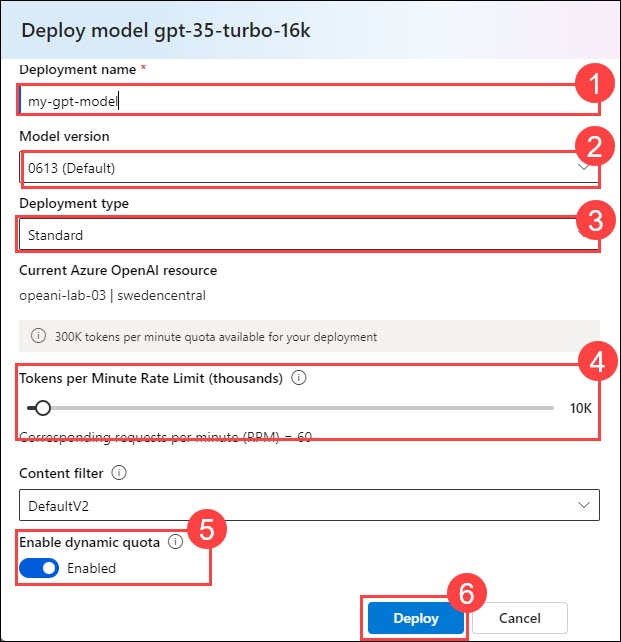 Deploy model gpt-35-turbo-16k
Deployment name *
1
my-gpt-model
Model version
2
0613 (Default)
Deployment type
3
Standard
Current Azure OpenAI resource
opeani-lab-03 | swedencentral
300K tokens per minute quota available for your deployment
4
Tokens per Minute Rate Limit (thousands)
10K
Corresponding requests per minute (RPM) = 60
Content filter
DefaultV2
5
Enable dynamic quota
Enabled
6
Deploy Cancel